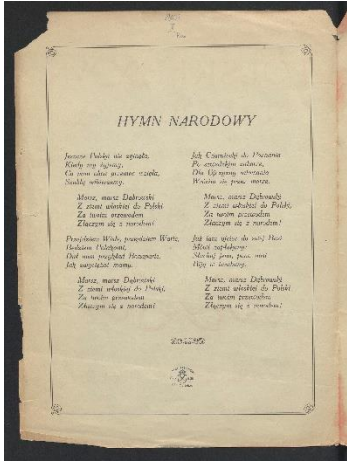 HYMN NARODOWY
Jeszcze Polska nie zginęła,
Kiedy my żyjemy,
Co nam obca przemoc wzięła,
Szablą odbierzemy.
Marsz, marsz Dąbrowski
Z ziemi włoskiej do Polski
Za twoim przewodem
Złączym się z narodem!
Przejdziem Wisłę, przejdziem Wartę,
Będziem Polakami,
Dał nam przykład Bonaparte,
Jak zwyciężać mamy.
Marsz, marsz Dąbrowski
Z ziemi włoskiej do Polski,
Za twoim przewodem
Złączym się z narodem!
Jak Czarniecki do Poznania
Po szwedzkim zaborze,
Dla Ojczyzny
przez morze.
Marsz, marsz Dąbrowski
Z ziemi włoskiej do Polski,
Za twoim przewodem
Złączym się z narodem!
Już tam ojciec do swej Basi
Mówi zapłakany:
Słuchaj jeno, pono nasi
Biją w tarabany.
Marsz, marsz Dąbrowski
Z ziemi włoskiej do Polski
Za twoim przewodem
Złączym się z narodem!